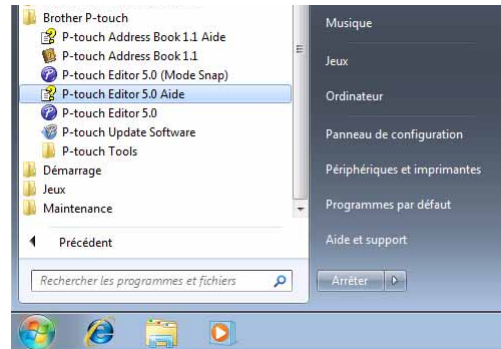 Brother P-touch
P-touch Address Book 1.1 Aide
P-touch Address Book 1.1
P-touch Editor 5.0 (Mode Snap)
P-touch Editor 5.0 Aide
P-touch Editor 5.0
P-touch Update Software
P-touch Tools
Démarrage
Jeux
Maintenance
Précédent
Rechercher les programmes et fichiers
Musique
Jeux
Ordinateur
Panneau de configuration
Périphériques et imprimantes
Programmes par défaut
Aide et support
Arrêter